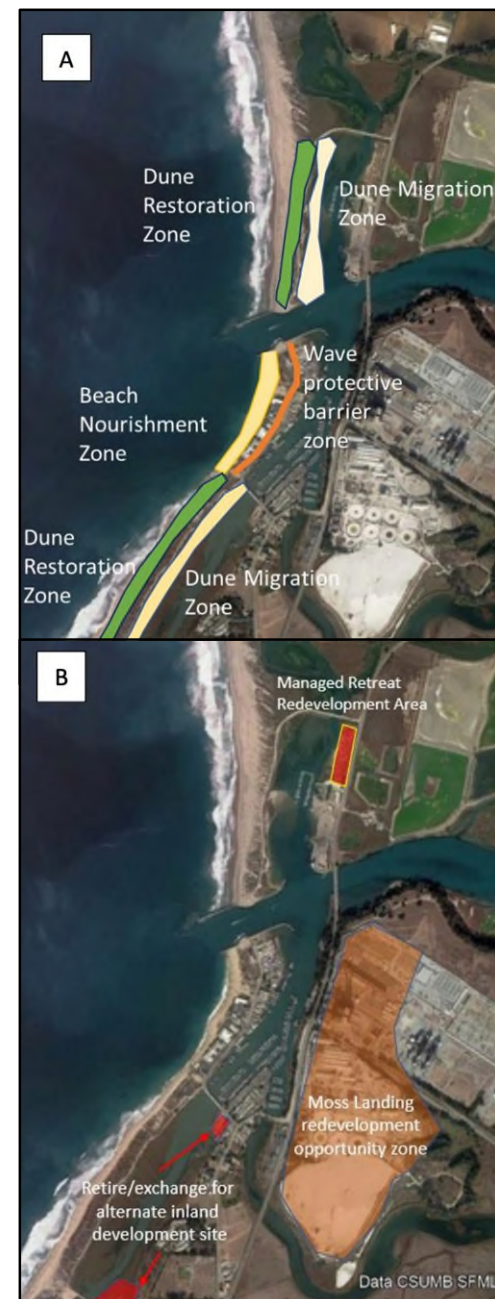 A
Dune
Restoration
Zone
Dune Migration
Zone
Wave
protective
barrier
zone
Beach
Nourishment
Zone
Dune
Restoration
Zone
Dune Migration
Zone
B
Managed Retreat
Redevelopment Area
Moss Landing
redevelopment
opportunity zone
Retire/exchange for
alternate inland
development site
Data CSUMB SFML